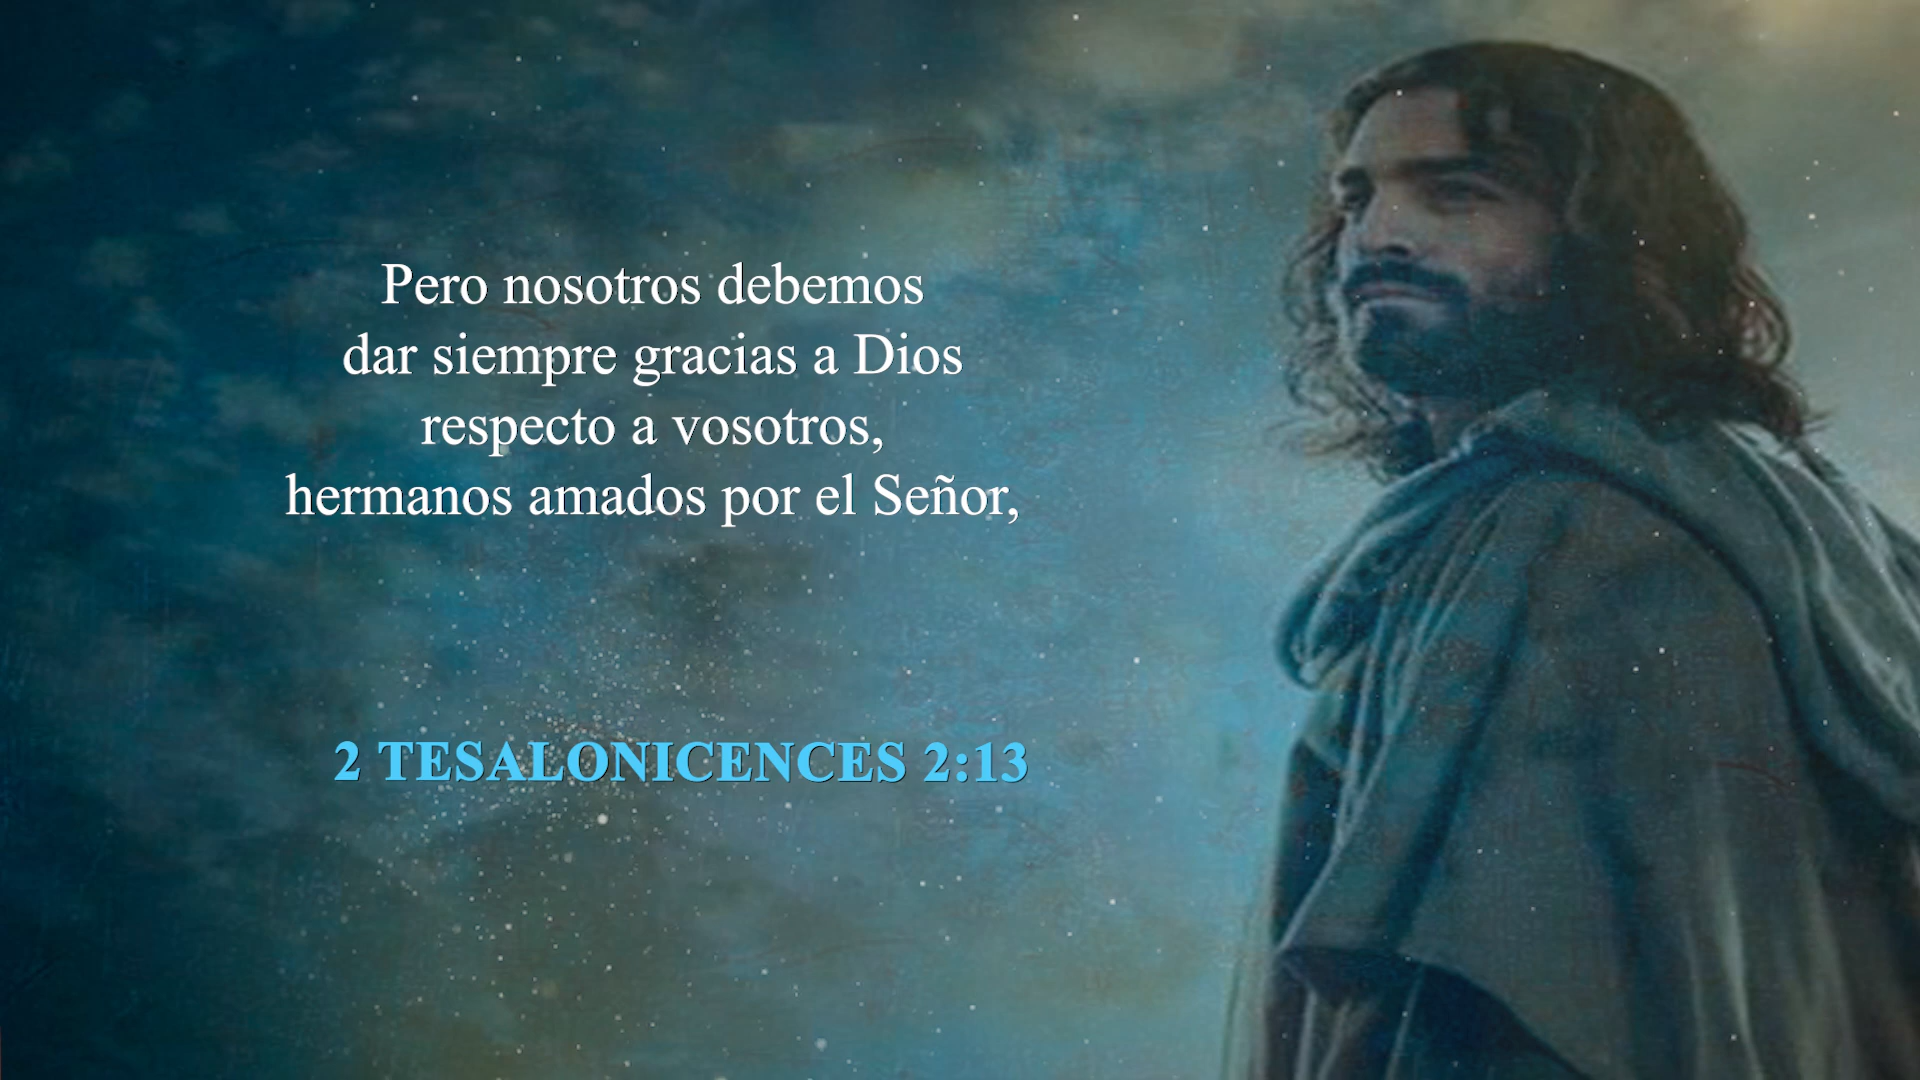 Pero nosotros debemos
dar siempre gracias a Dios
respecto a vosotros,
hermanos amados por el Señor,
2 TESALONICENCES 2:13